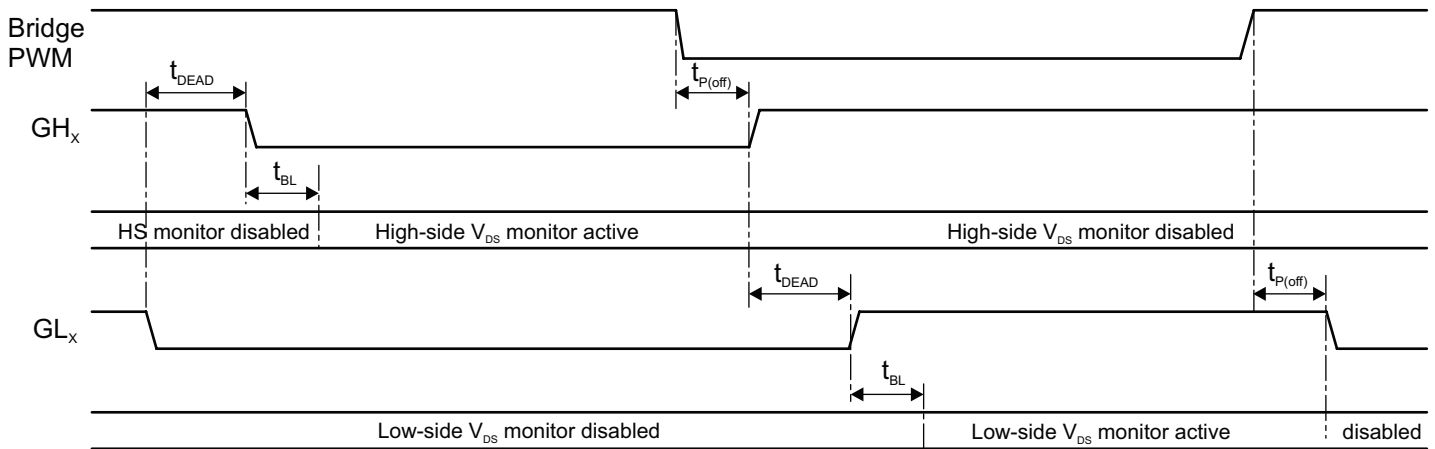 Bridge
PWM
tDEAD
tP(off)
GHX
tBL
HS monitor disabled
High-side VDS monitor active
High-side VDS monitor disabled
tDEAD
tP(off)
GLX
tBL
Low-side VDS monitor disabled
Low-side VDS monitor active
disabled